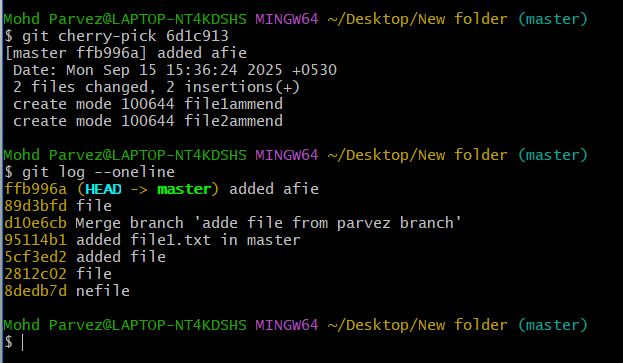 Mohd Parvez@LAPTOP-NT4KDSHS MINGW64 ~/Desktop/New folder (master)
$ git cherry-pick 6d1c913
[master ffb996a] added afie
 Date: Mon Sep 15 15:36:24 2025 +0530
 2 files changed, 2 insertions(+)
 create mode 100644 file1ammend
 create mode 100644 file2ammend
Mohd Parvez@LAPTOP-NT4KDSHS MINGW64 ~/Desktop/New folder (master)
$ git log --oneline
ffb996a (HEAD -> master) added afie
89d3bfd file
d10e6cb Merge branch 'adde file from parvez branch'
95114b1 added file1.txt in master
5cf3ed2 added file
2812c02 file
8dedb7d nefile
Mohd Parvez@LAPTOP-NT4KDSHS MINGW64 ~/Desktop/New folder (master)
$